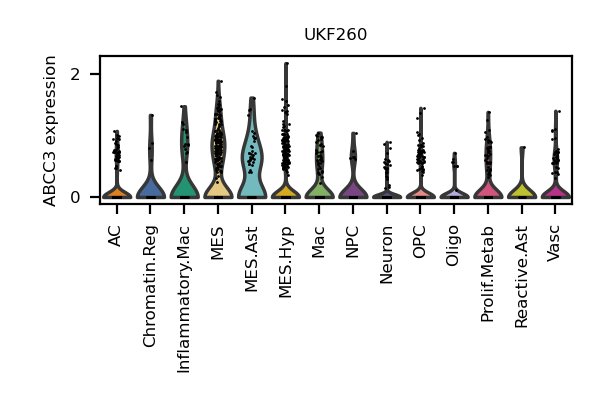 UKF260
ABCC3 expression
2
0
AC
Chromatin.Reg
Inflammatory.Mac
MES
MES.Ast
MES.Hyp
Mac
NPC
Neuron
OPC
Oligo
Prolif.Metab
Reactive.Ast
Vasc